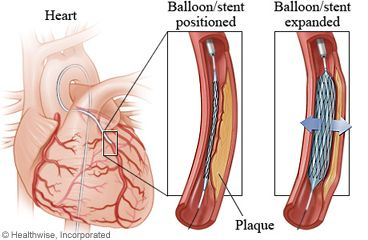 Heart
Balloon/stent
positioned
Balloon/stent
expanded
Plaque
© Healthwise, Incorporated